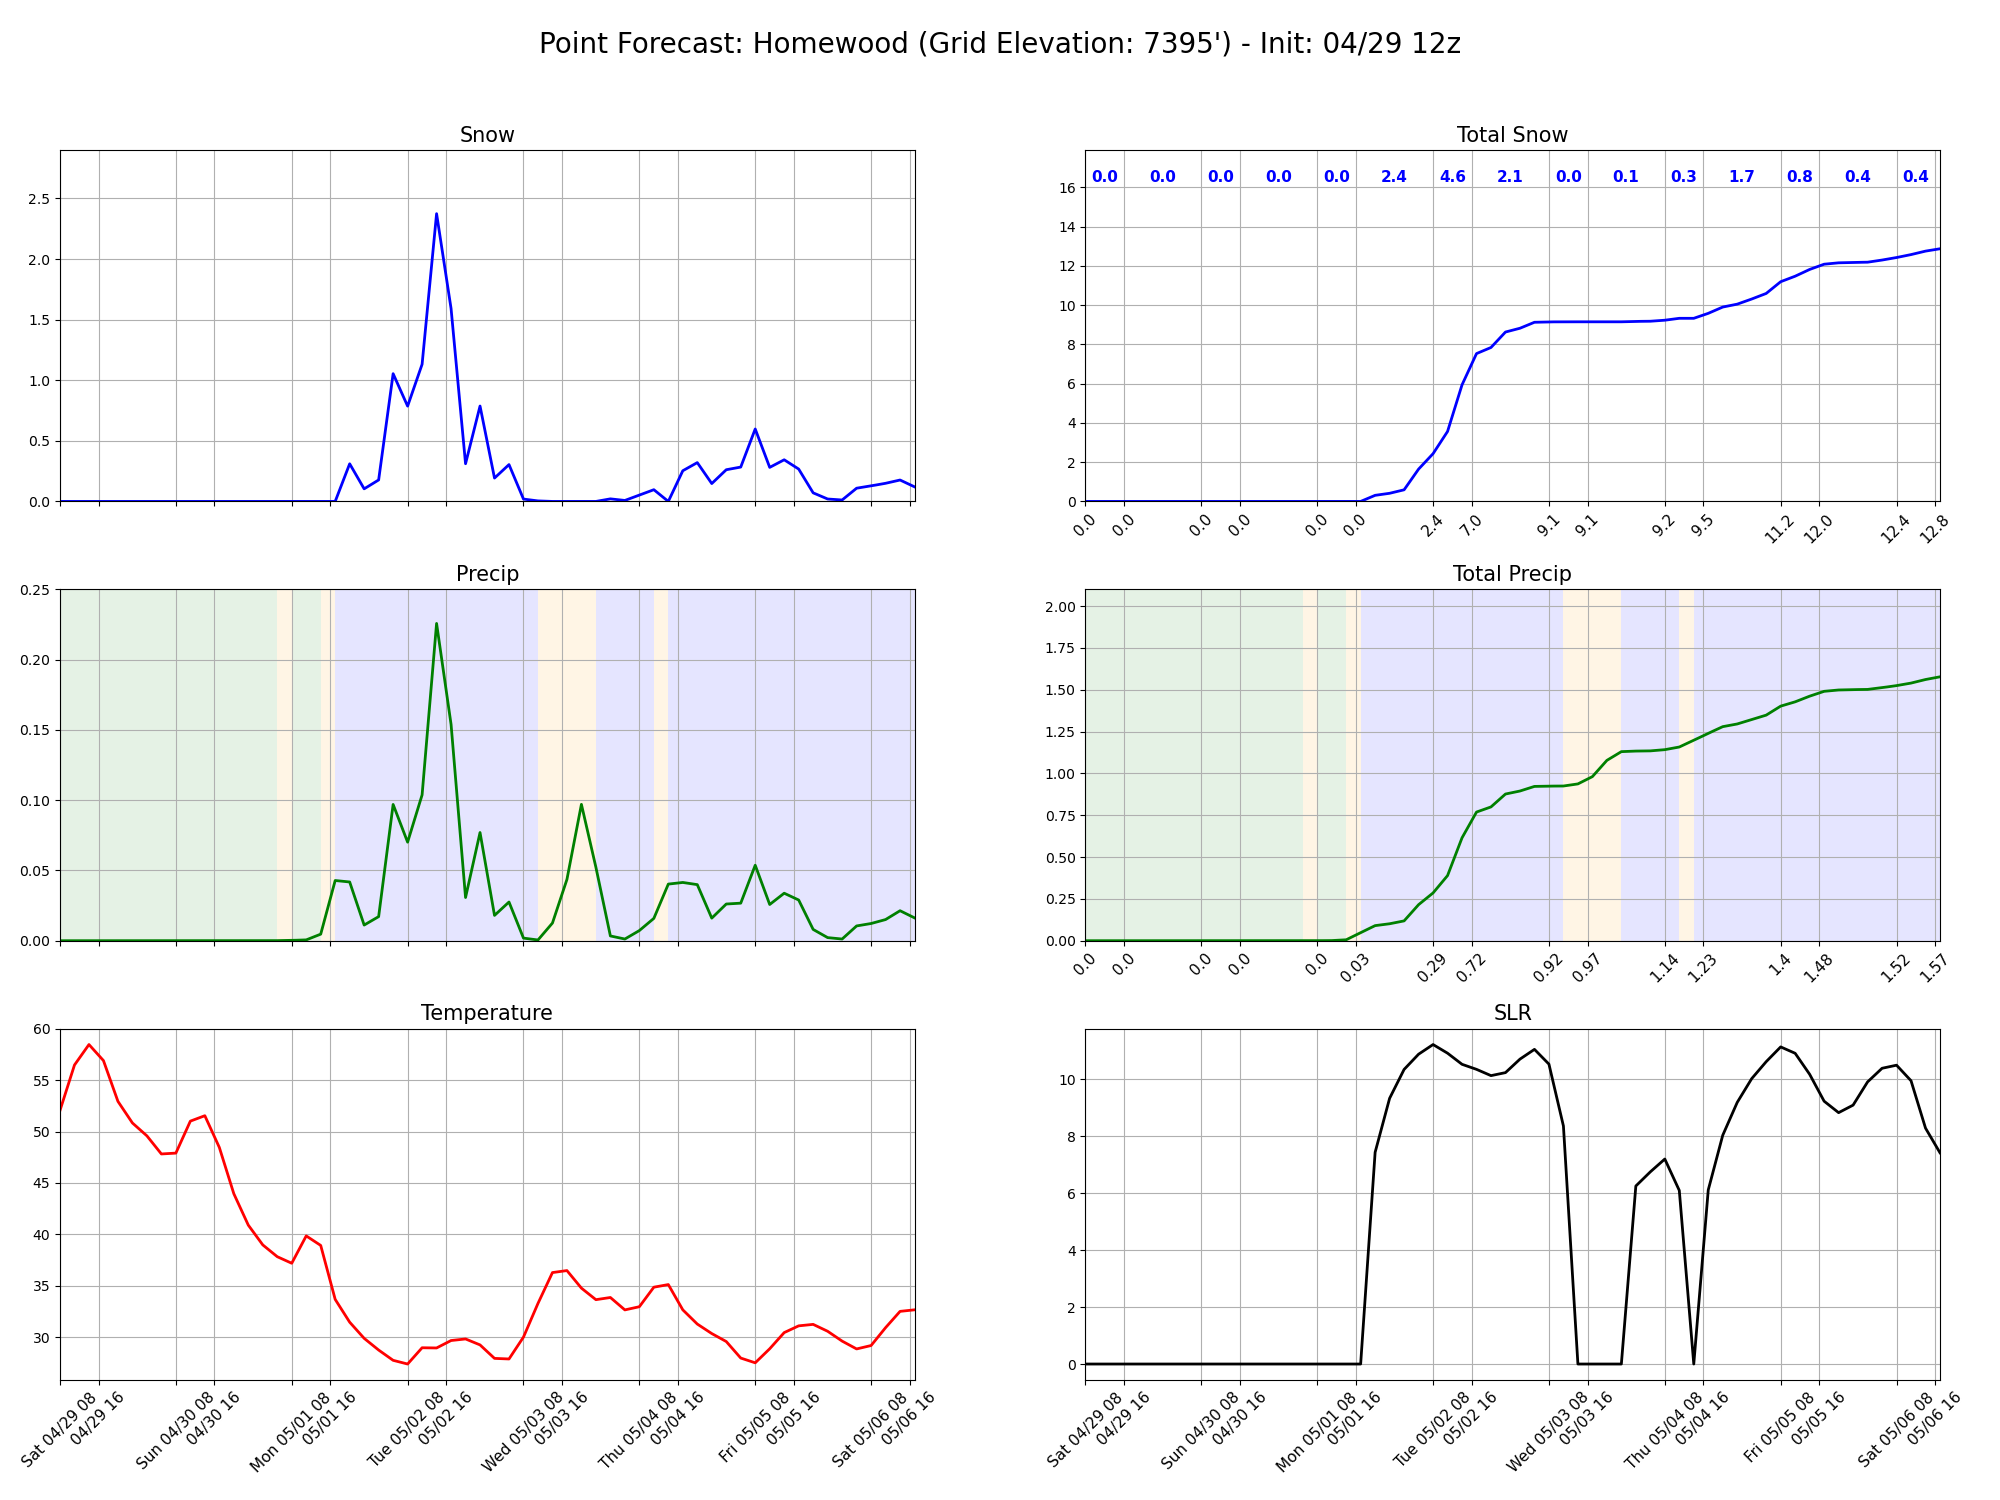 Point Forecast: Homewood (Grid Elevation: 7395') - Init: 04/29 12z
Snow
2.5
2.0
1.5
1.0
0.5
0.0
Total Snow
0.0 0.0 0.0 0.0 0.0 2.4 4.6 2.1 0.0 0.1 0.3 1.7 0.8 0.4 0.4
16
14
12
10
8
6
4
2
0
0.0 0.0 0.0 0.0 0.0 0.0 2.4 7.0 9.1 9.1 9.2 9.5 11.2 12.0 12.4 12.8
Precip
0.25
0.20
0.15
0.10
0.05
0.00
Total Precip
2.00
1.75
1.50
1.25
1.00
0.75
0.50
0.25
0.00
0.0 0.0 0.0 0.0 0.0 0.03 0.29 0.72 0.92 0.97 1.14 1.23 1.4 1.48 1.52 1.57
Temperature
60
55
50
45
40
35
30
Sat 04/29 08
04/29 16
Sun 04/30 08
04/30 16
Mon 05/01 08
05/01 16
Tue 05/02 08
05/02 16
Wed 05/03 08
05/03 16
Thu 05/04 08
05/04 16
Fri 05/05 08
05/05 16
Sat 05/06 08
05/06 16
SLR
10
8
6
4
2
0
Sat 04/29 08
04/29 16
Sun 04/30 08
04/30 16
Mon 05/01 08
05/01 16
Tue 05/02 08
05/02 16
Wed 05/03 08
05/03 16
Thu 05/04 08
05/04 16
Fri 05/05 08
05/05 16
Sat 05/06 08
05/06 16